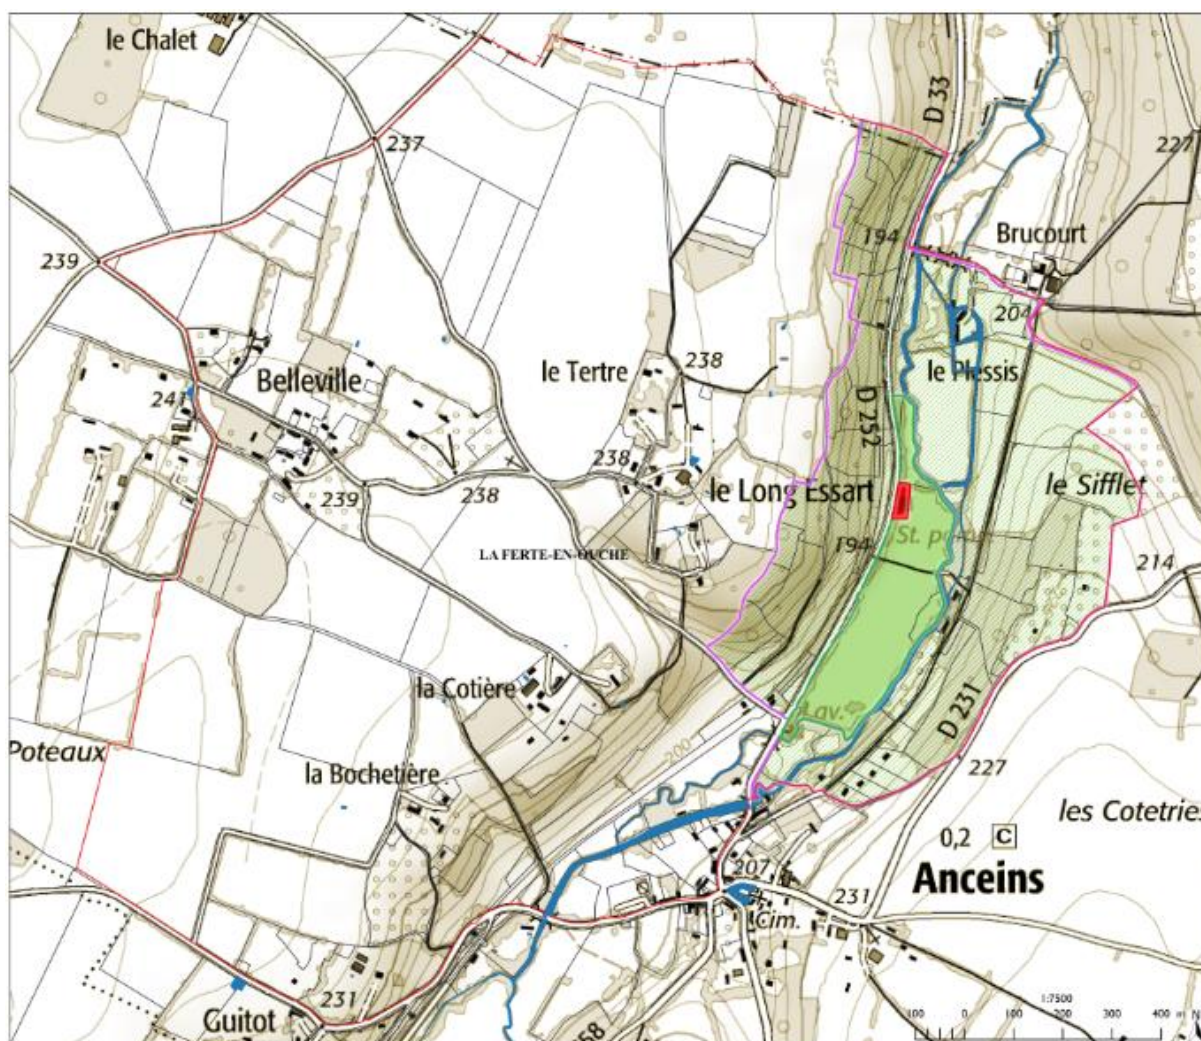 le Chalet
225
D 33
237
227
239
194
Brucourt
204
le Tertre
238
le Plessis
Belleville
241
D 252
238
le Long Essart
le Sifflet
239
238
194
St. pomp.
LA FERTE-EN-OUCHE
214
la Cotière
Lav.
D 231
Poteaux
200
227
la Bochetière
les Cotetries
0,2 C
207
Anceins
231
Cim.
231
Guitot
258
1:7500
100 0 100 200 300 400 m N